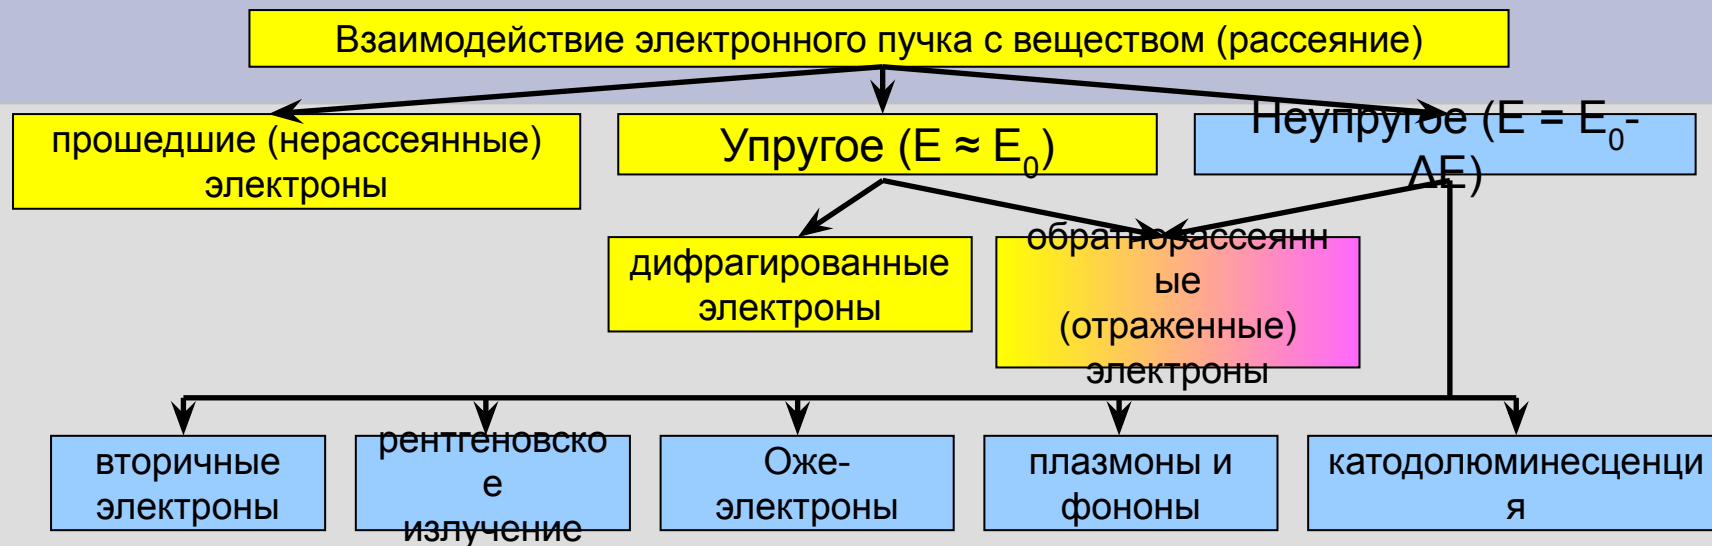 Взаимодействие электронного пучка с веществом (рассеяние)
прошедшие (нерассеянные)
электроны
Упругое (E ≈ E₀)
Неупругое (E = E₀-
ΔE)
дифрагированные
электроны
обратнорассеянн
ые
(отраженные)
электроны
вторичные
электроны
рентгеновско
е
излучение
Оже-
электроны
плазмоны и
фононы
катодолюминесценци
я